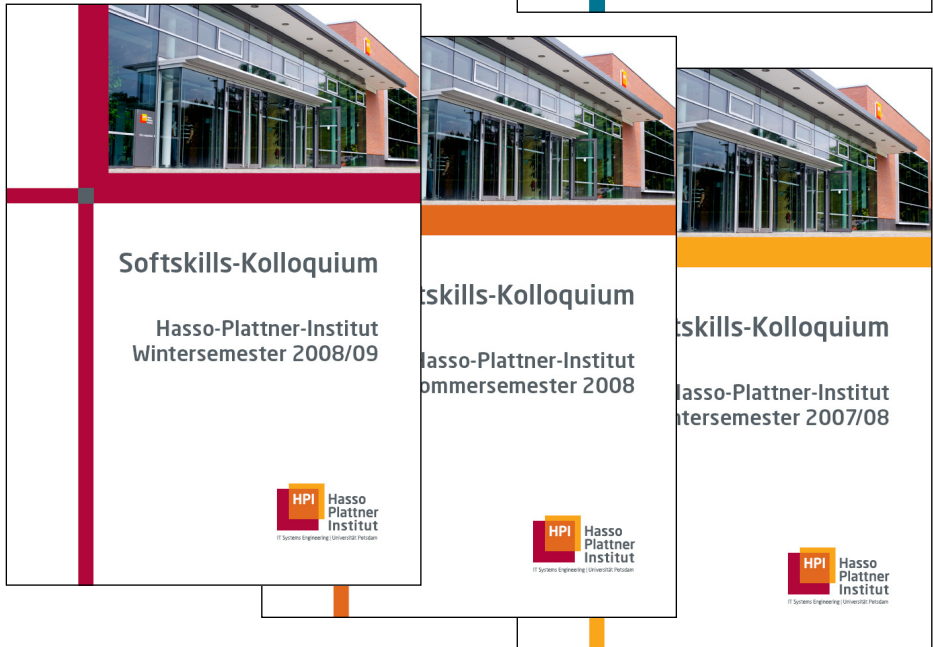 Softskills-Kolloquium
Hasso-Plattner-Institut
Wintersemester 2008/09
HPI
Hasso
Plattner
Institut
IT Systems Engineering | Universität Potsdam
tskills-Kolloquium
Hasso-Plattner-Institut
ommersemester 2008
HPI
Hasso
Plattner
Institut
IT Systems Engineering | Universität Potsdam
tskills-Kolloquium
Hasso-Plattner-Institut
ntersemester 2007/08
HPI
Hasso
Plattner
Institut
IT Systems Engineering | Universität Potsdam